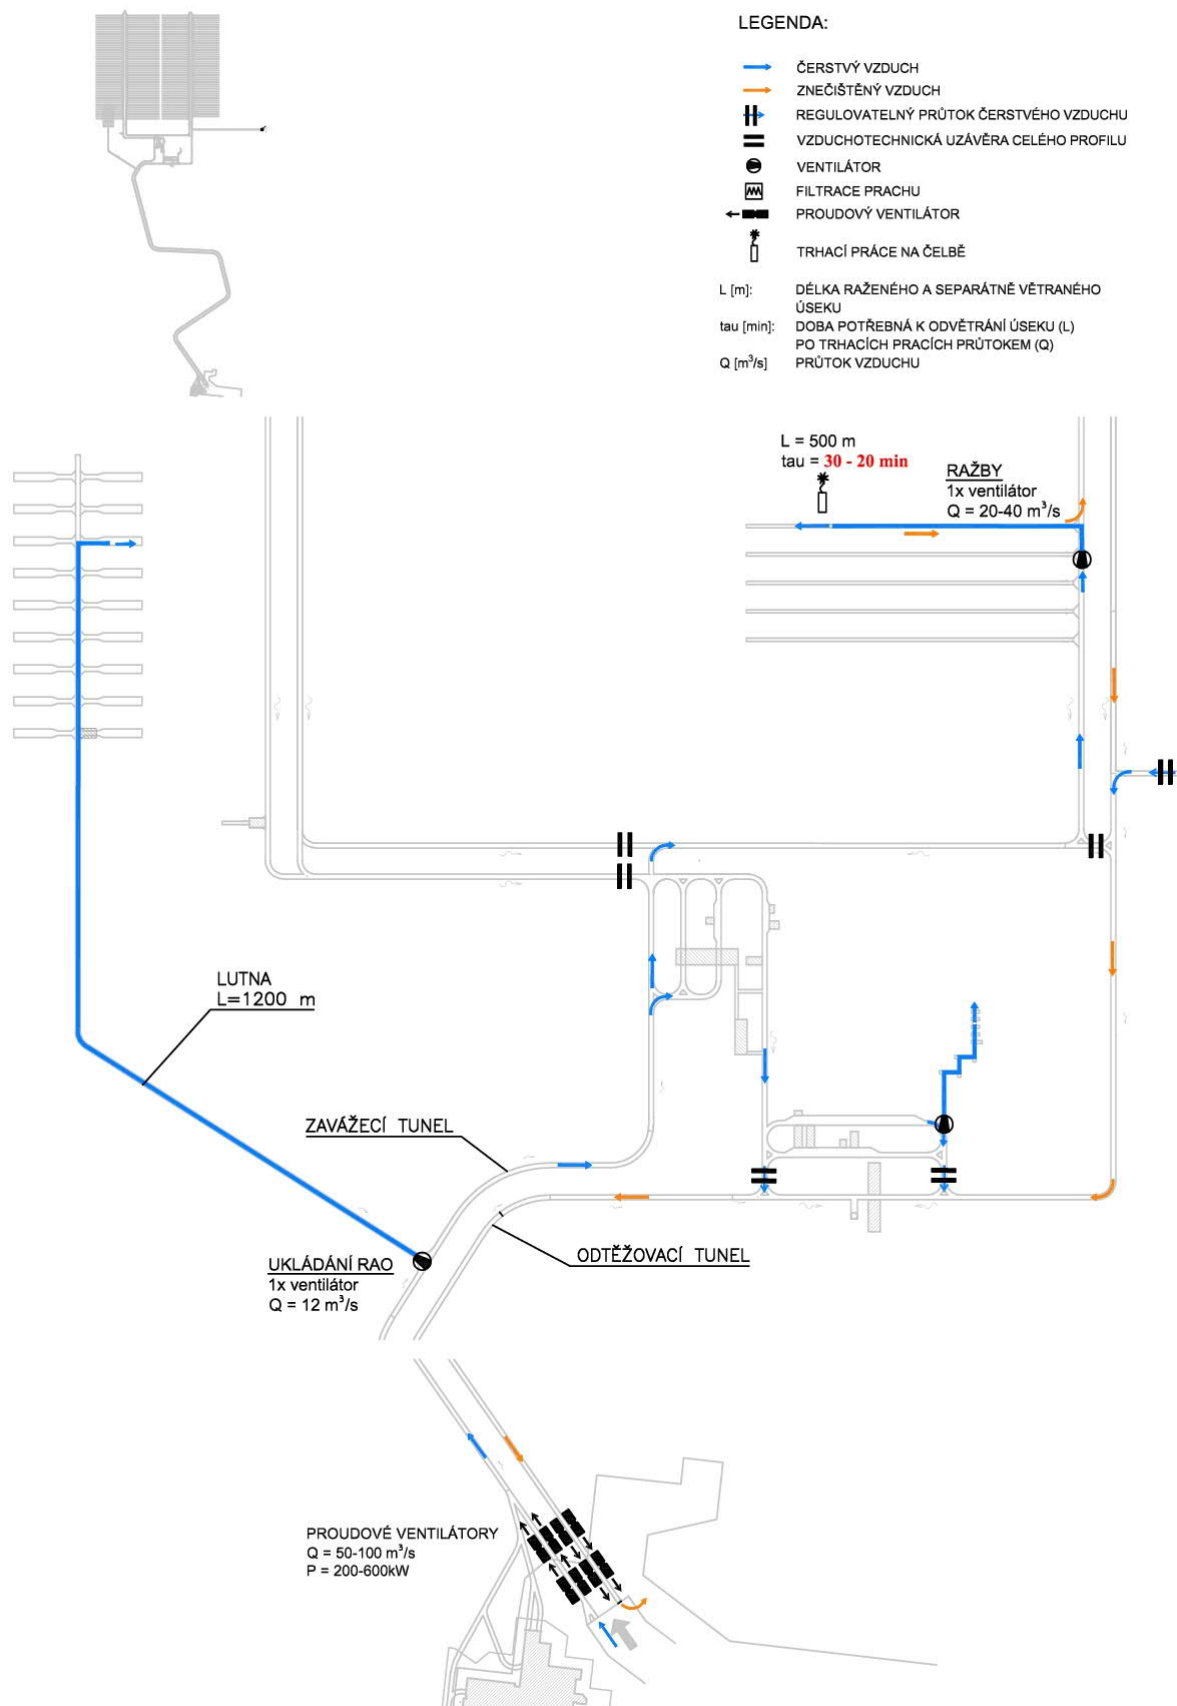 LEGENDA:
ČERSTVÝ VZDUCH
ZNEČIŠTĚNÝ VZDUCH
REGULOVATELNÝ PRŮTOK ČERSTVÉHO VZDUCHU
VZDUCHOTECHNICKÁ UZÁVĚRA CELÉHO PROFILU
VENTILÁTOR
FILTRACE PRACHU
PROUDOVÝ VENTILÁTOR
TRHACÍ PRÁCE NA ČELBĚ
L [m]: DÉLKA RAŽENÉHO A SEPARÁTNĚ VĚTRANÉHO
ÚSEKU
tau [min]: DOBA POTŘEBNÁ K ODVĚTRÁNÍ ÚSEKU (L)
PO TRHACÍCH PRACÍCH PRŮTOKEM (Q)
Q [m³/s] PRŮTOK VZDUCHU
L = 500 m
tau = 30 - 20 min
RAŽBY
1x ventilátor
Q = 20-40 m³/s
LUTNA
L=1200 m
ZAVÁŽECÍ TUNEL
ODTĚŽOVACÍ TUNEL
UKLÁDÁNÍ RAO
1x ventilátor
Q = 12 m³/s
PROUDOVÉ VENTILÁTORY
Q = 50-100 m³/s
P = 200-600kW